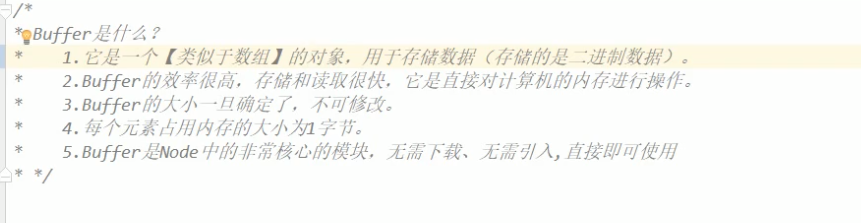 /*
* Buffer是什么?
*   1.它是一个【类似于数组】的对象，用于存储数据（存储的是二进制数据）。
*   2.Buffer的效率很高，存储和读取很快，它是直接对计算机的内存进行操作。
*   3.Buffer的大小一旦确定了，不可修改。
*   4.每个元素占用内存的大小为1字节。
*   5.Buffer是Node中的非常核心的模块，无需下载、无需引入,直接即可使用
* */